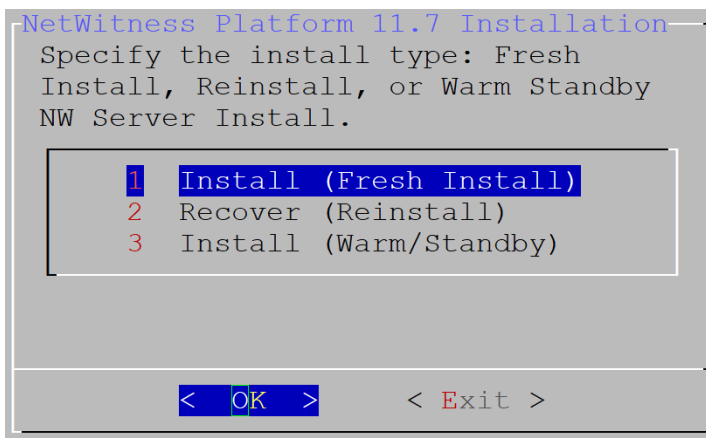 NetWitness Platform 11.7 Installation
Specify the install type: Fresh
Install, Reinstall, or Warm Standby
NW Server Install.
1 Install (Fresh Install)
2 Recover (Reinstall)
3 Install (Warm/Standby)
< OK > < Exit >